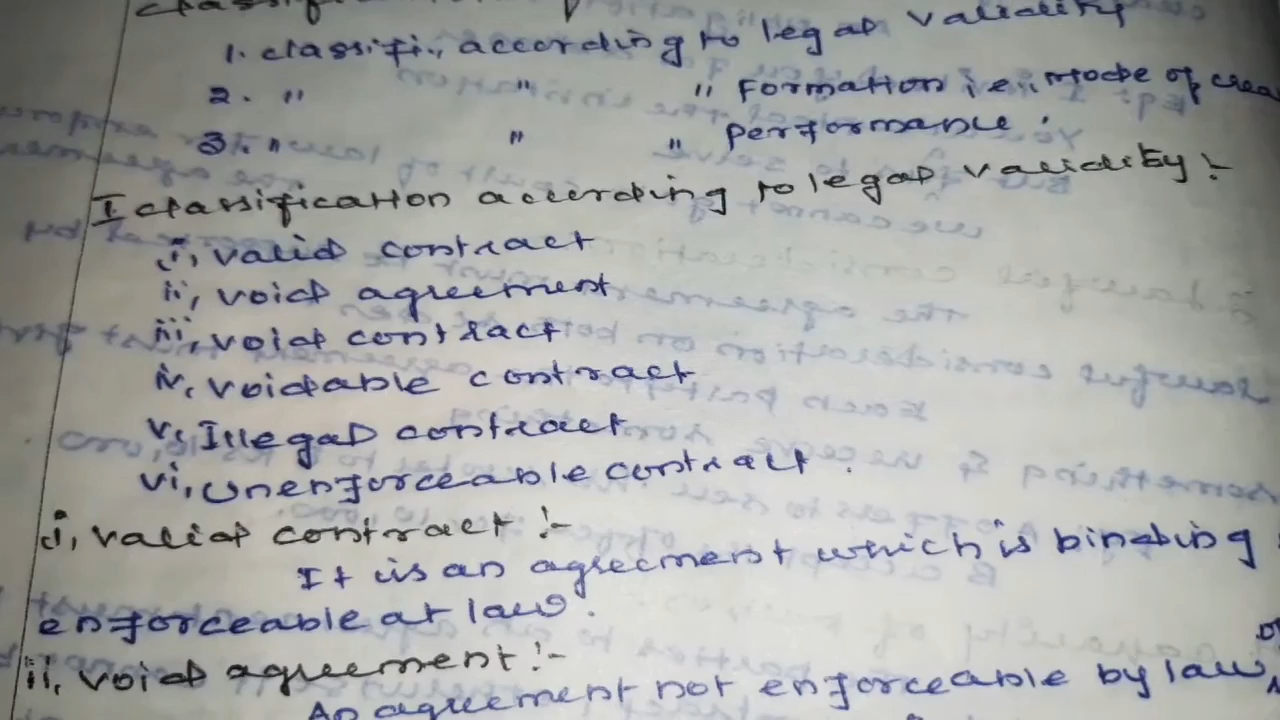 1. classifi., according to legal validity
2. " " " Formation i.e., mode of
3. " " " performance.
I classification according to legal validity :-
i, valid contract
ii, void agreement
iii, void contract
iv, voidable contract
v, Illegal contract
vi, unenforceable contract.
i, valid contract :-
It is an agreement which is binding
enforceable at law.
ii, void agreement :-
An agreement not enforceable by law,